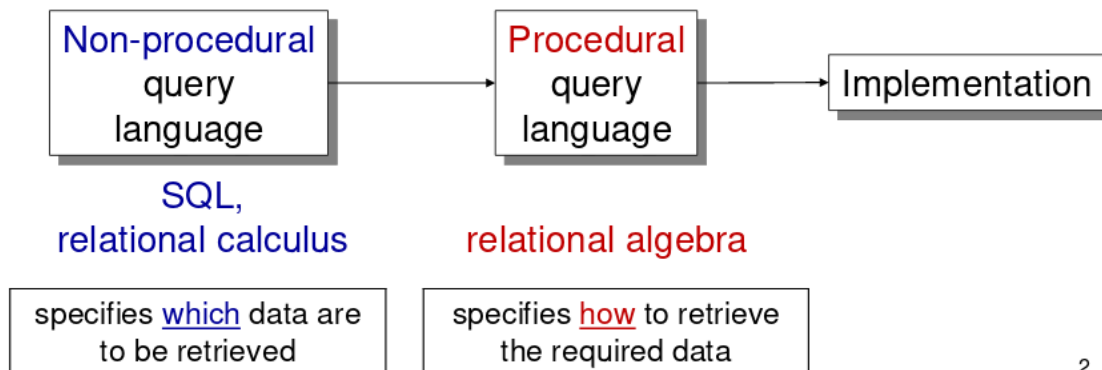 Non-procedural
query
language
Procedural
query
language
Implementation
SQL,
relational calculus
relational algebra
specifies which data are
to be retrieved
specifies how to retrieve
the required data
2